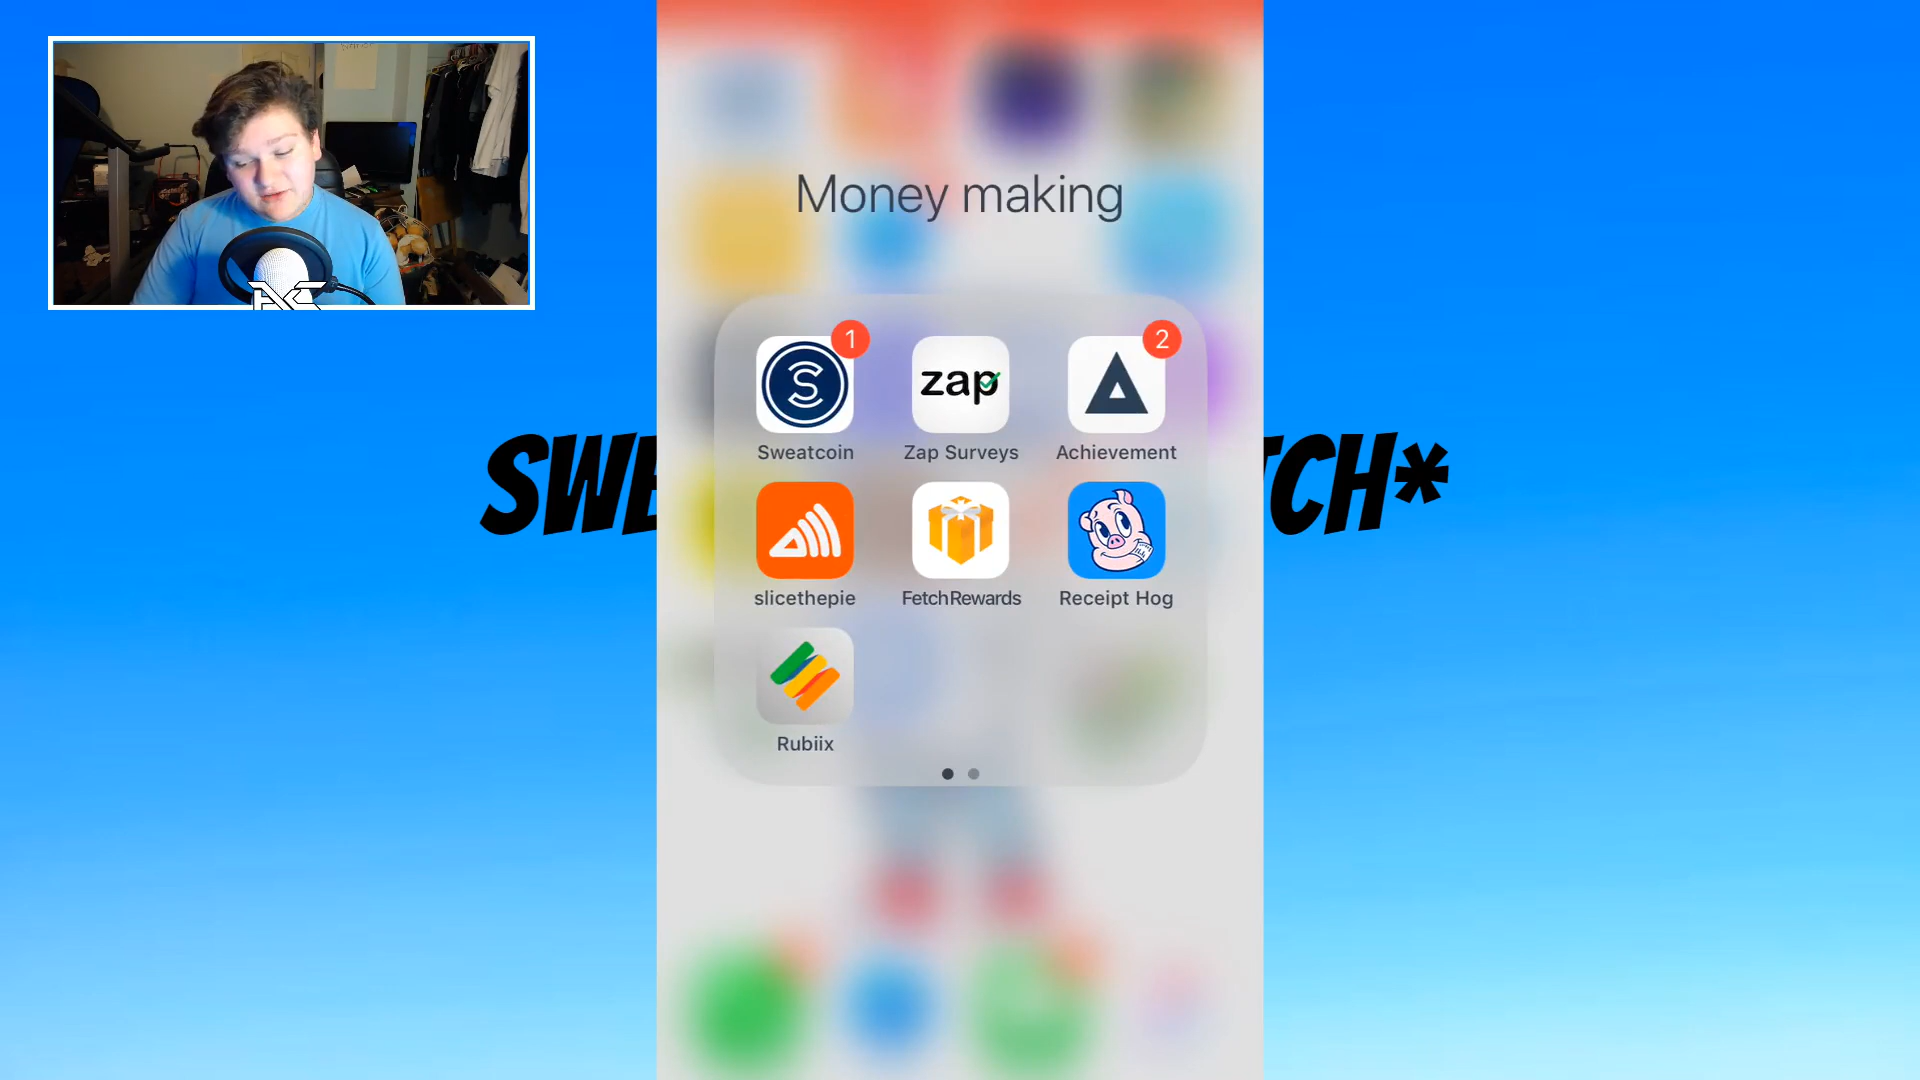 Money making
1
2
zap
Sweatcoin
Zap Surveys
Achievement
SWE
TCH*
slicethepie
FetchRewards
Receipt Hog
Rubiix